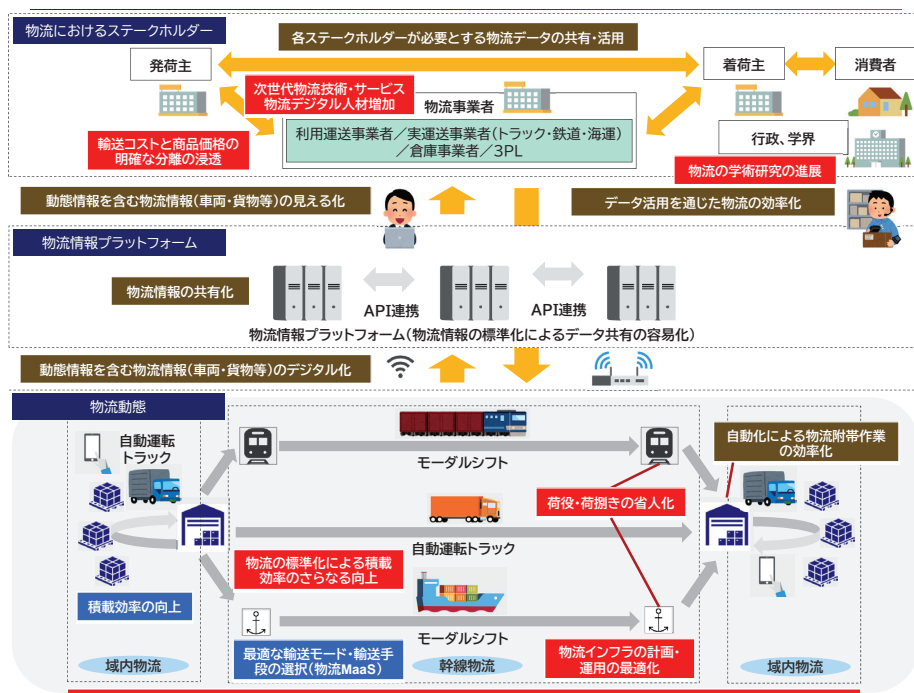 物流におけるステークホルダー
各ステークホルダーが必要とする物流データの共有・活用
発荷主
着荷主
消費者
次世代物流技術・サービス
物流デジタル人材増加
物流事業者
利用運送事業者／実運送事業者（トラック・鉄道・海運）
／倉庫事業者／3PL
輸送コストと商品価格の
明確な分離の浸透
行政、学界
物流の学術研究の進展
動態情報を含む物流情報（車両・貨物等）の見える化
データ活用を通じた物流の効率化
物流情報プラットフォーム
物流情報の共有化
API連携
API連携
物流情報プラットフォーム（物流情報の標準化によるデータ共有の容易化）
動態情報を含む物流情報（車両・貨物等）のデジタル化
物流動態
自動運転
トラック
モーダルシフト
自動化による物流附帯作業
の効率化
荷役・荷捌きの省人化
自動運転トラック
物流の標準化による積載
効率のさらなる向上
積載効率の向上
モーダルシフト
最適な輸送モード・輸送手
段の選択（物流MaaS）
物流インフラの計画・
運用の最適化
域内物流
幹線物流
域内物流